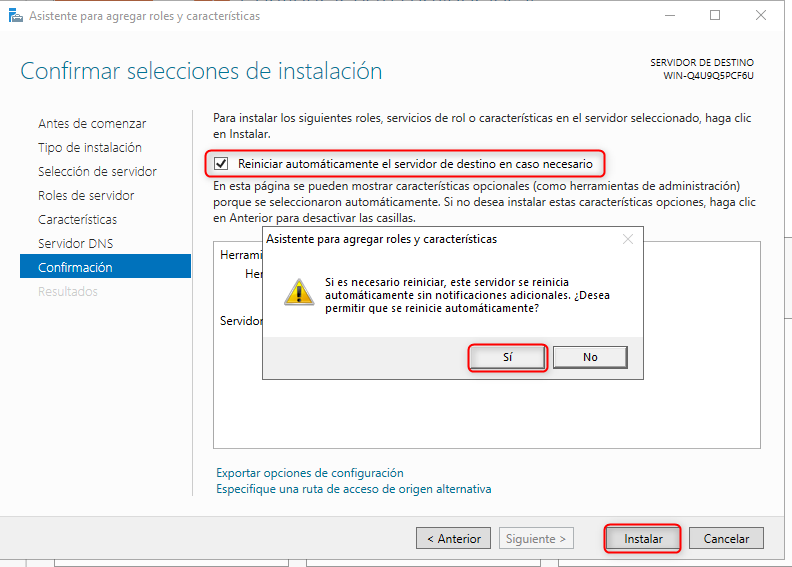 Asistente para agregar roles y características
Confirmar selecciones de instalación
SERVIDOR DE DESTINO
WIN-Q4U9Q5PCF6U
Antes de comenzar
Tipo de instalación
Selección de servidor
Roles de servidor
Características
Servidor DNS
Confirmación
Resultados
Para instalar los siguientes roles, servicios de rol o características en el servidor seleccionado, haga clic
en Instalar.
Reiniciar automáticamente el servidor de destino en caso necesario
En esta página se pueden mostrar características opcionales (como herramientas de administración)
porque se seleccionaron automáticamente. Si no desea instalar estas características opciones, haga clic
en Anterior para desactivar las casillas.
Asistente para agregar roles y características
Si es necesario reiniciar, este servidor se reinicia
automáticamente sin notificaciones adicionales. ¿Desea
permitir que se reinicie automáticamente?
Sí
No
Exportar opciones de configuración
Especifique una ruta de acceso de origen alternativa
< Anterior
Siguiente >
Instalar
Cancelar